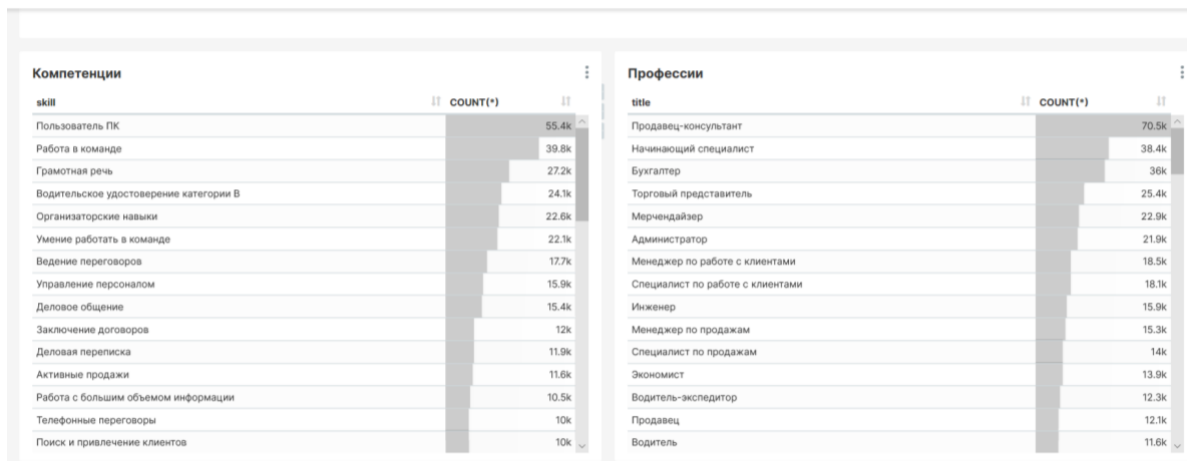 Компетенции
skill COUNT(*)
Пользователь ПК 55.4k
Работа в команде 39.8k
Грамотная речь 27.2k
Водительское удостоверение категории B 24.1k
Организаторские навыки 22.6k
Умение работать в команде 22.1k
Ведение переговоров 17.7k
Управление персоналом 15.9k
Деловое общение 15.4k
Заключение договоров 12k
Деловая переписка 11.9k
Активные продажи 11.6k
Работа с большим объемом информации 10.5k
Телефонные переговоры 10k
Поиск и привлечение клиентов 10k
Профессии
title COUNT(*)
Продавец-консультант 70.5k
Начинающий специалист 38.4k
Бухгалтер 36k
Торговый представитель 25.4k
Мерчендайзер 22.9k
Администратор 21.9k
Менеджер по работе с клиентами 18.5k
Специалист по работе с клиентами 18.1k
Инженер 15.9k
Менеджер по продажам 15.3k
Специалист по продажам 14k
Экономист 13.9k
Водитель-экспедитор 12.3k
Продавец 12.1k
Водитель 11.6k